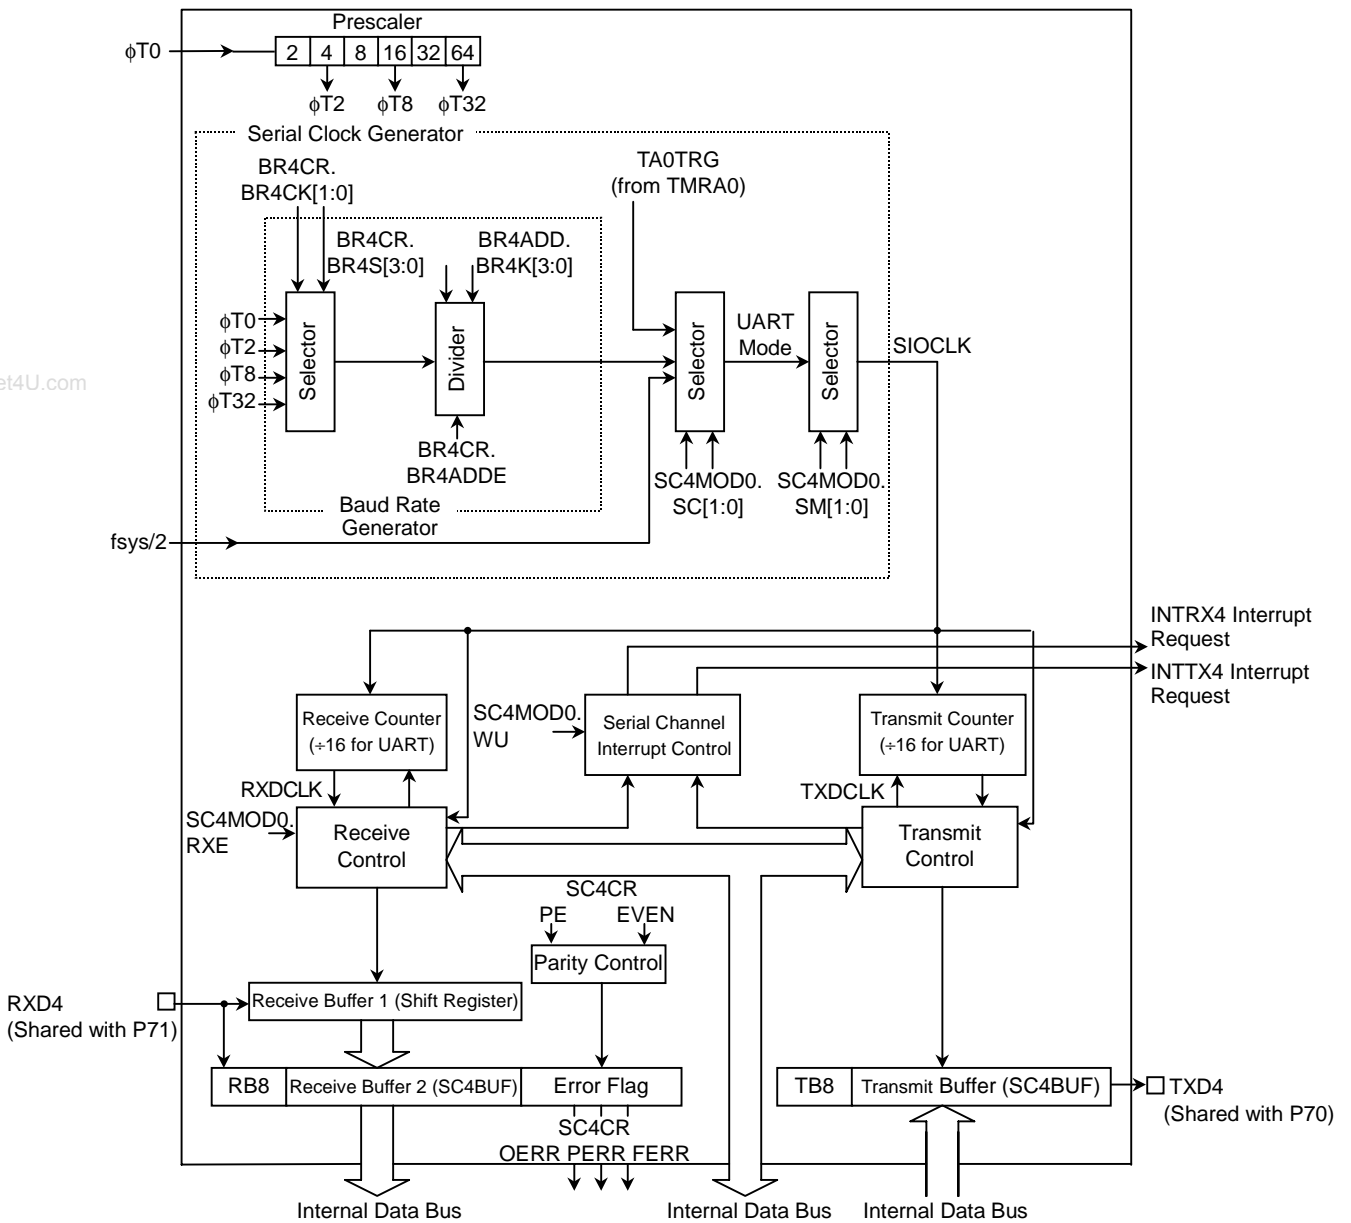 Prescaler
ϕT0
2 4 8 16 32 64
ϕT2 ϕT8 ϕT32
Serial Clock Generator
BR4CR.
BR4CK[1:0]
TA0TRG
(from TMRA0)
BR4CR.
BR4S[3:0]
BR4ADD.
BR4K[3:0]
ϕT0
ϕT2
ϕT8
ϕT32
Selector
Divider
Selector
UART
Mode
Selector
SIOCLK
et4U.com
BR4CR.
BR4ADDE
SC4MOD0.
SC[1:0]
SC4MOD0.
SM[1:0]
Baud Rate
Generator
fsys/2
INTRX4 Interrupt
Request
INTTX4 Interrupt
Request
Receive Counter
(÷16 for UART)
SC4MOD0.
WU
Serial Channel
Interrupt Control
Transmit Counter
(÷16 for UART)
RXDCLK
TXDCLK
SC4MOD0.
RXE
Receive
Control
Transmit
Control
SC4CR
PE EVEN
Parity Control
RXD4
(Shared with P71)
Receive Buffer 1 (Shift Register)
RB8 Receive Buffer 2 (SC4BUF) Error Flag
TB8 Transmit Buffer (SC4BUF)
TXD4
(Shared with P70)
SC4CR
OERR PERR FERR
Internal Data Bus Internal Data Bus Internal Data Bus